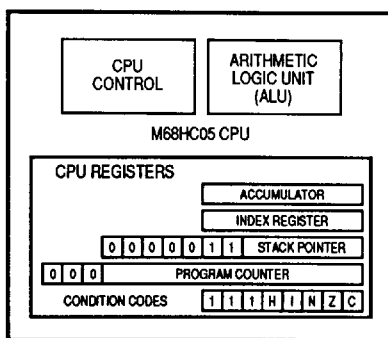 CPU
CONTROL
ARITHMETIC
LOGIC UNIT
(ALU)
M68HC05 CPU
CPU REGISTERS
ACCUMULATOR
INDEX REGISTER
0 0 0 0 0 1 1 STACK POINTER
0 0 0 PROGRAM COUNTER
CONDITION CODES 1 1 1 H I N Z C